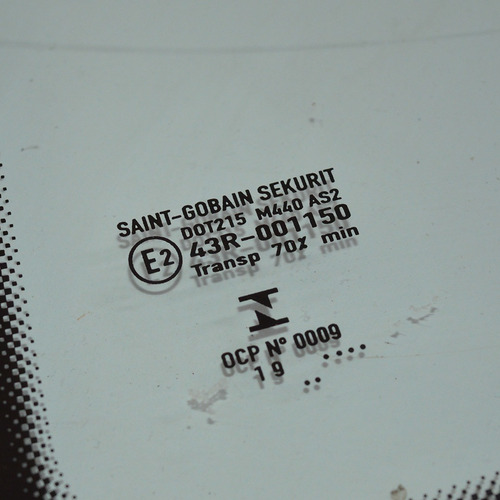 SAINT-GOBAIN SEKURIT
DOT215 M440 AS2
E2 43R-001150
Transp 70% min
OCP N° 0009
19